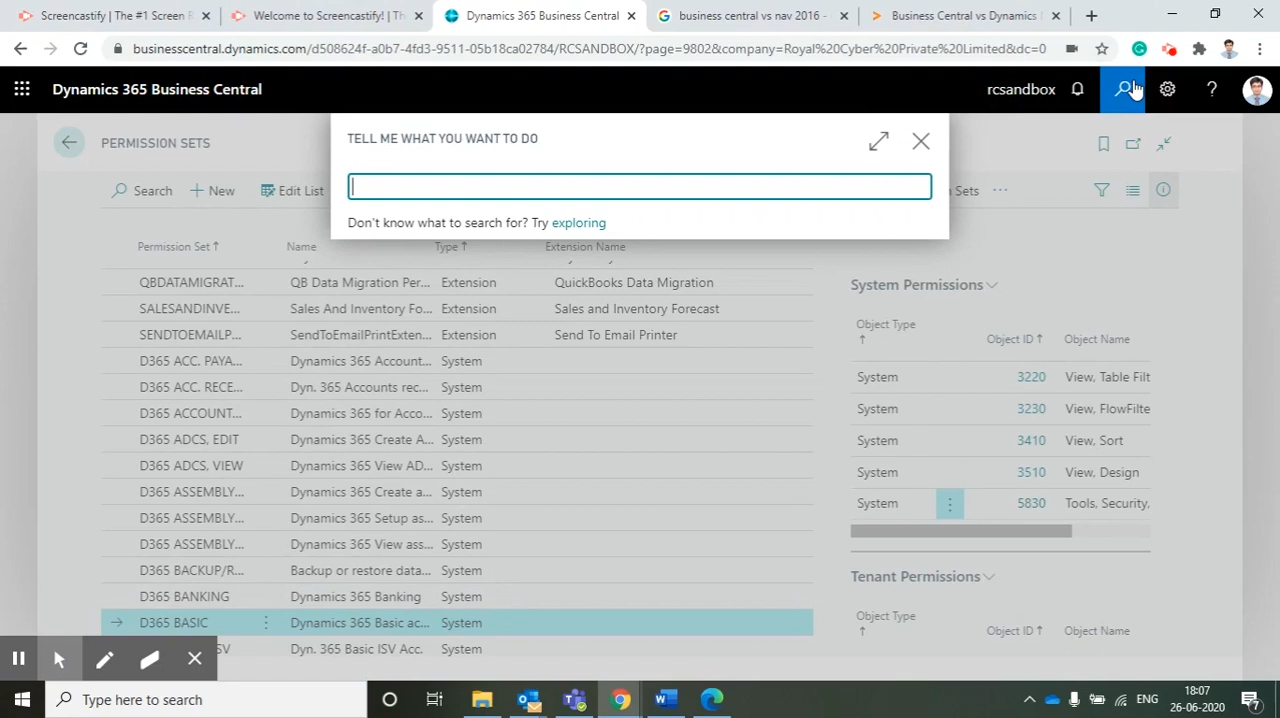 Screencastify | The #1 Screen R
Welcome to Screencastify! | Th
Dynamics 365 Business Central
business central vs nav 2016 -
Business Central vs Dynamics
businesscentral.dynamics.com/d508624f-a0b7-4fd3-9511-05b18ca02784/RCSANDBOX/?page=9802&company=Royal%20Cyber%20Private%20Limited&dc=0
Dynamics 365 Business Central
rcsandbox
PERMISSION SETS
TELL ME WHAT YOU WANT TO DO
Search
New
Edit List
n Sets
Don't know what to search for? Try exploring
Permission Set
Name
Type
Extension Name
QBDATAMIGRAT... QB Data Migration Per... Extension QuickBooks Data Migration
SALESANDINVE... Sales And Inventory Fo... Extension Sales and Inventory Forecast
SENDTOEMAILP... SendToEmailPrintExten... Extension Send To Email Printer
D365 ACC. PAYA... Dynamics 365 Account... System
D365 ACC. RECE... Dyn. 365 Accounts rec... System
D365 ACCOUNT... Dynamics 365 for Acco... System
D365 ADCS, EDIT Dynamics 365 Create A... System
D365 ADCS, VIEW Dynamics 365 View AD... System
D365 ASSEMBLY... Dynamics 365 Create a... System
D365 ASSEMBLY... Dynamics 365 Setup as... System
D365 ASSEMBLY... Dynamics 365 View ass... System
D365 BACKUP/R... Backup or restore data... System
D365 BANKING Dynamics 365 Banking System
D365 BASIC Dynamics 365 Basic ac... System
SV Dyn. 365 Basic ISV Acc. System
System Permissions
Object Type
Object ID
Object Name
System 3220 View, Table Filt
System 3230 View, FlowFilte
System 3410 View, Sort
System 3510 View, Design
System 5830 Tools, Security,
Tenant Permissions
Object Type
Object ID
Object Name
Type here to search
ENG
18:07
26-06-2020
7